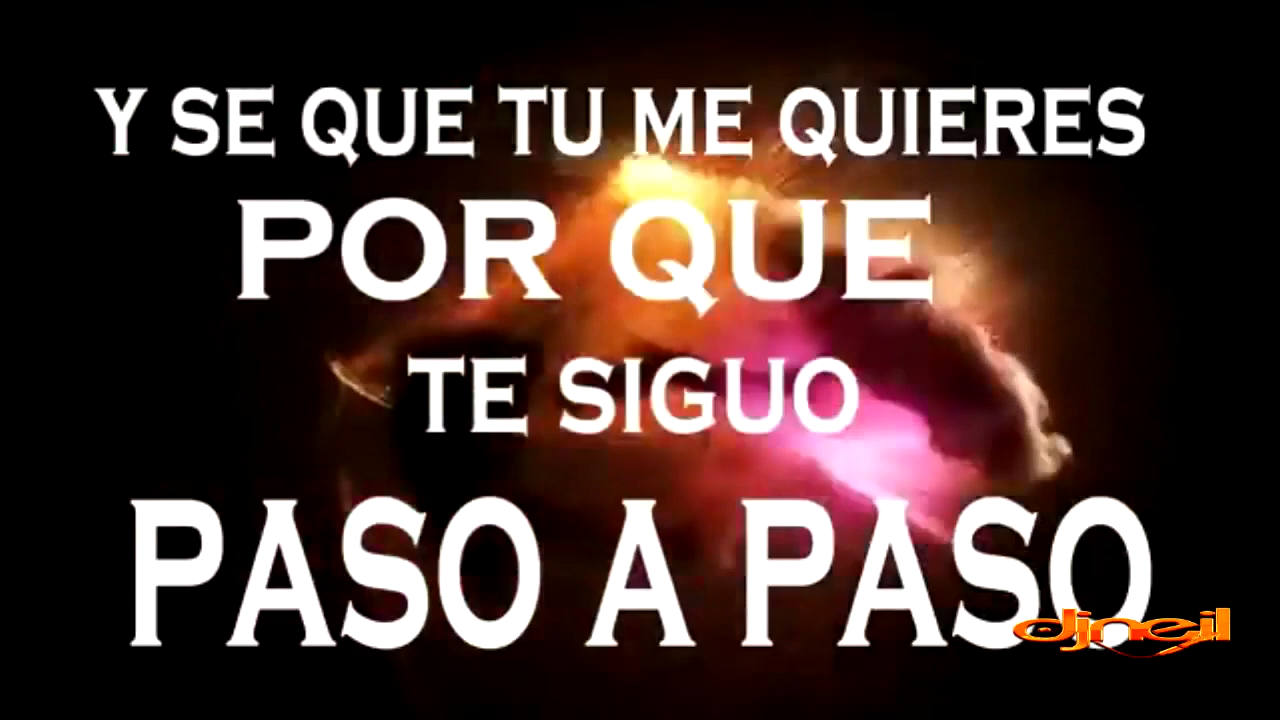 Y SE QUE TU ME QUIERES
POR QUE
TE SIGUO
PASO A PASO
djneil